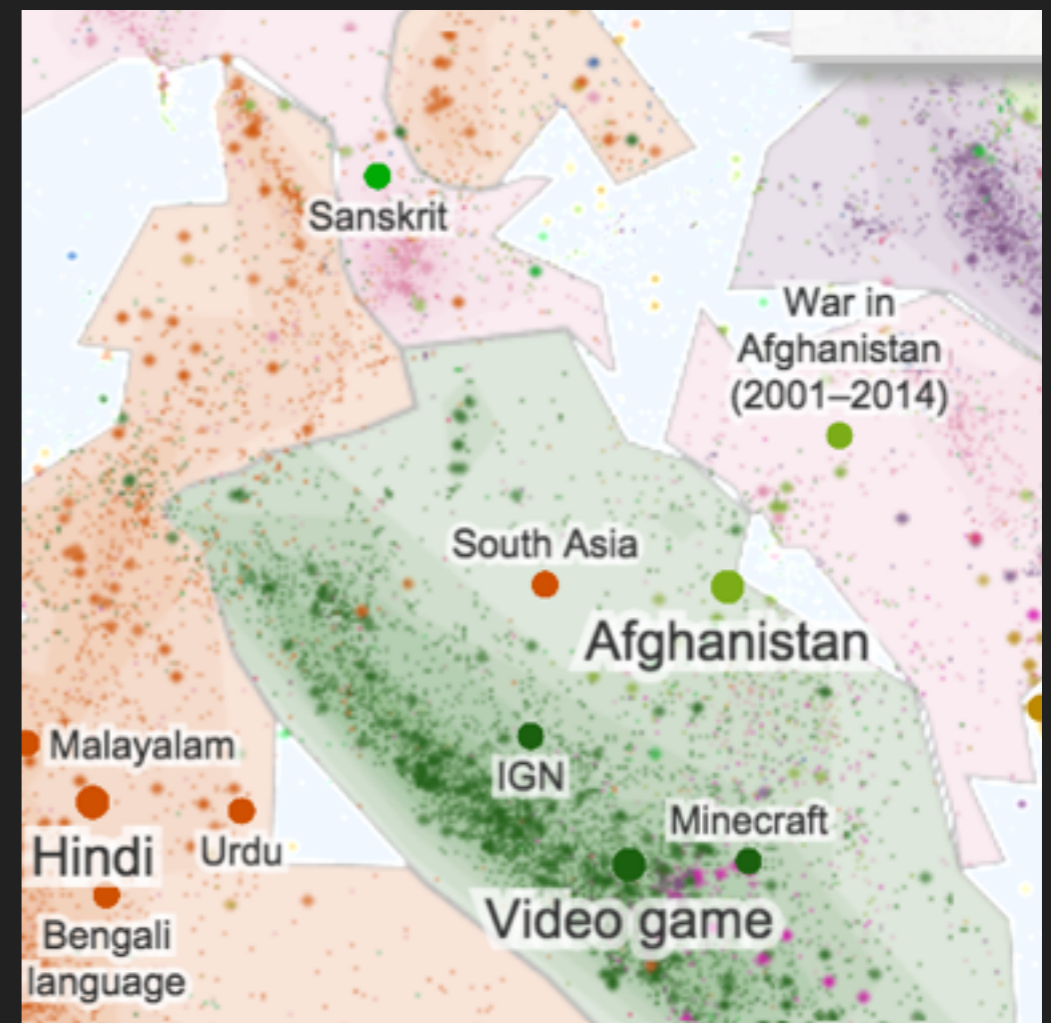 Sanskrit
War in
Afghanistan
(2001–2014)
South Asia
Afghanistan
Malayalam
IGN
Minecraft
Hindi
Urdu
Video game
Bengali
language